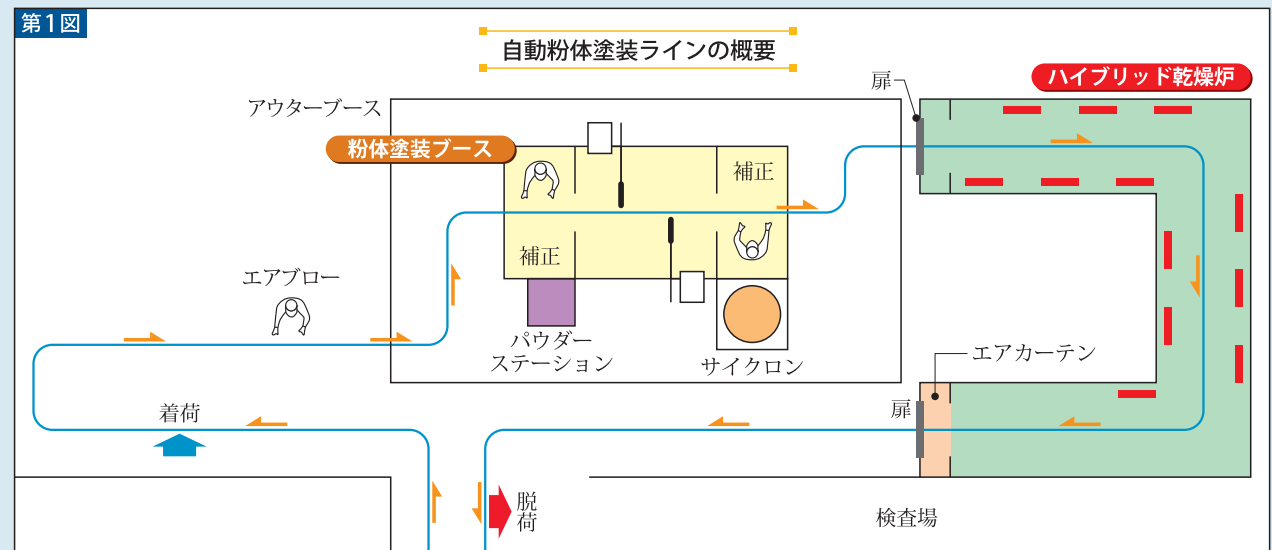 第1図
自動粉体塗装ラインの概要
扉
ハイブリッド乾燥炉
アウターブース
粉体塗装ブース
補正
補正
エアブロー
パウダー
ステーション
サイクロン
エアカーテン
着荷
扉
脱荷
検査場